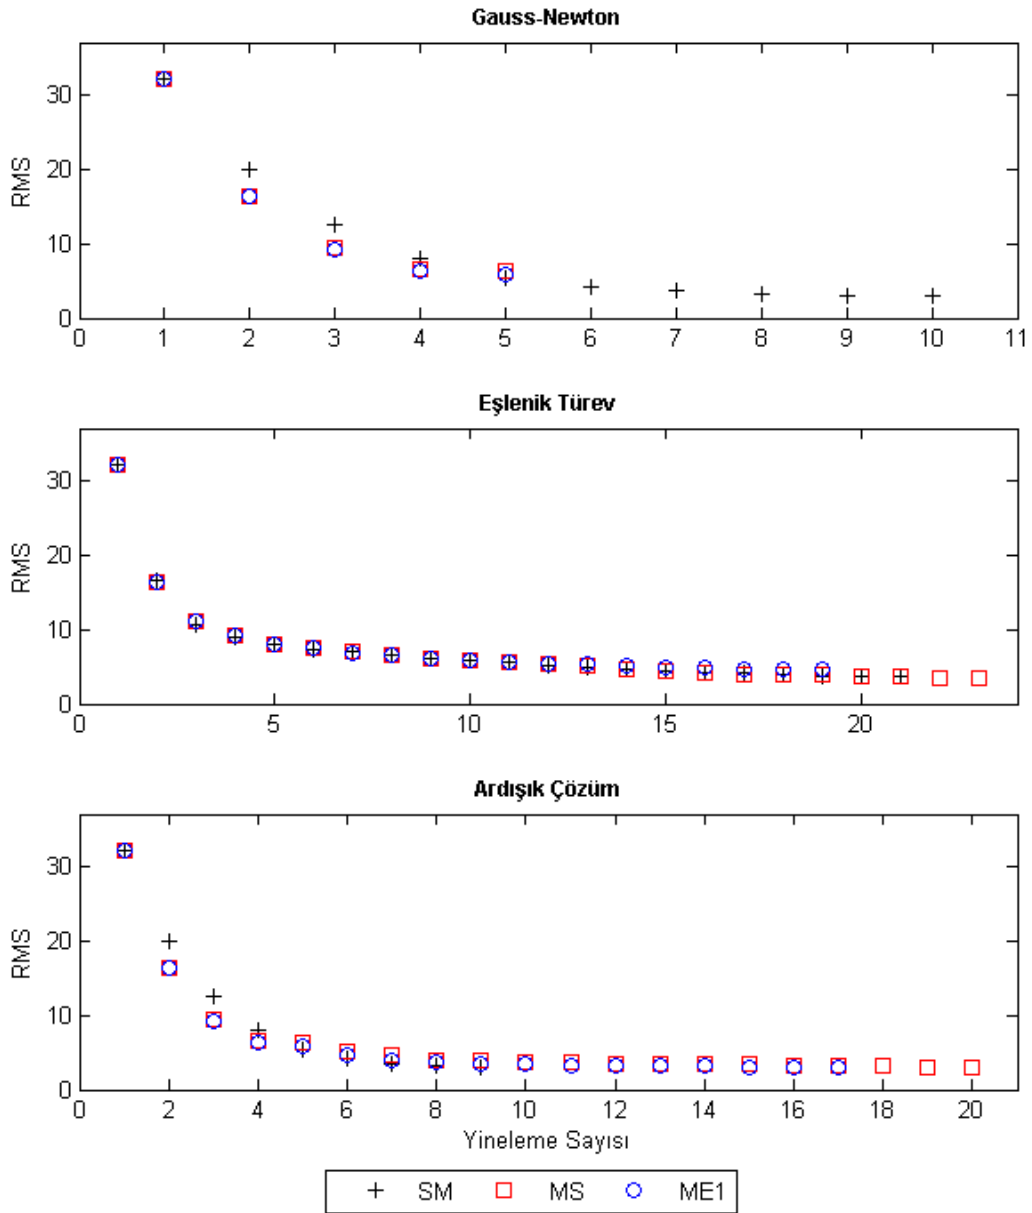 Gauss-Newton
RMS
30
20
10
0
0 1 2 3 4 5 6 7 8 9 10 11
Eşlenik Türev
RMS
30
20
10
0
0 5 10 15 20
Ardışık Çözüm
RMS
30
20
10
0
0 2 4 6 8 10 12 14 16 18 20
Yineleme Sayısı
SM MS ME1